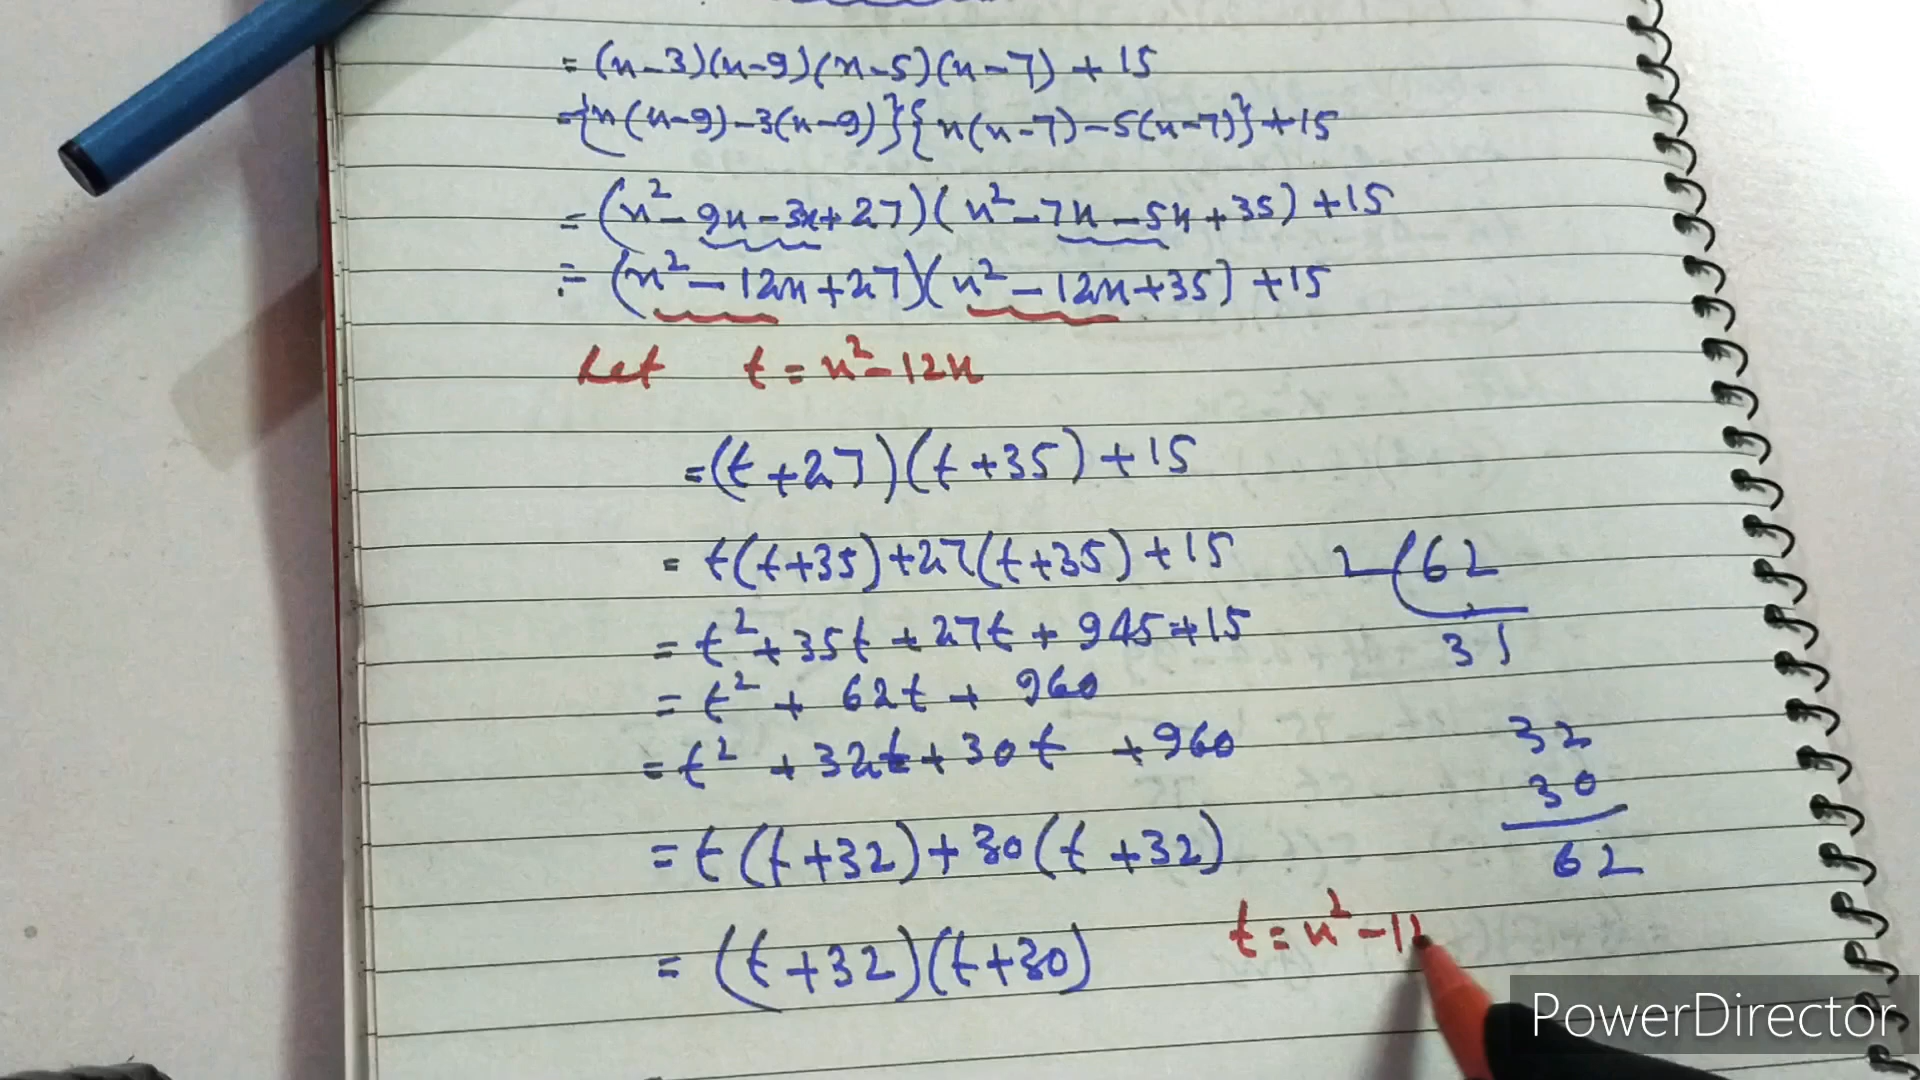 = (x-3)(x-9)(x-5)(x-7) + 15
={x(x-9)-3(x-9)}{x(x-7)-5(x-7)}+15
= (x²-9x-3x+27)(x²-7x-5x+35)+15
= (x²-12x+27)(x²-12x+35)+15
Let t = x²-12x
=(t+27)(t+35)+15
= t(t+35)+27(t+35)+15
2 62
= t²+35t+27t+945+15
31
= t²+62t+960
= t²+32t+30t+960
32
30
= t(t+32)+30(t+32)
62
= (t+32)(t+30)
t=x²-1
PowerDirector